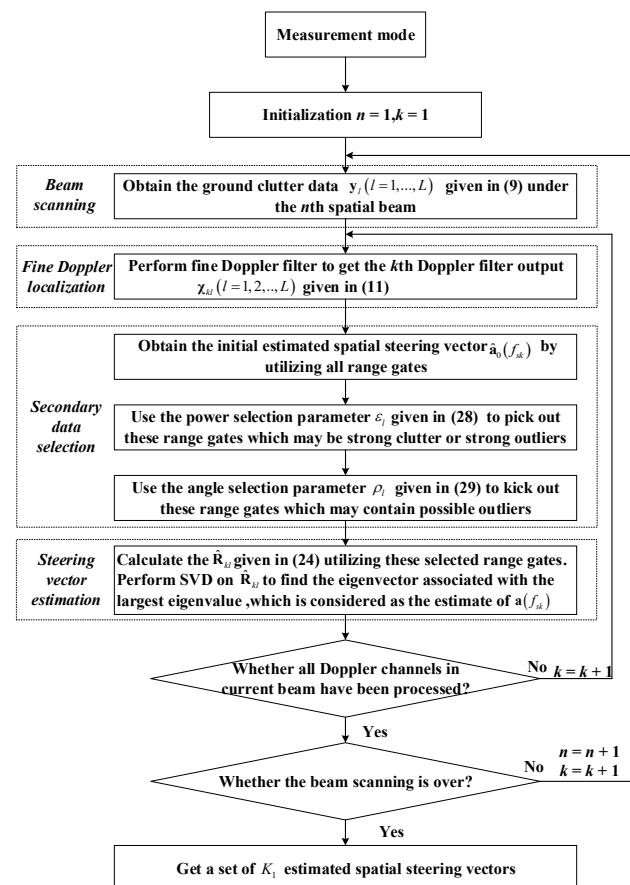 Measurement mode
Initialization n = 1,k = 1
Beam
scanning
Obtain the ground clutter data y_l (l = 1,..., L) given in (9) under
the nth spatial beam
Fine Doppler
localization
Perform fine Doppler filter to get the kth Doppler filter output
χ_kl (l = 1, 2,.., L) given in (11)
Secondary
data
selection
Obtain the initial estimated spatial steering vector â_0(f_sk) by
utilizing all range gates
Use the power selection parameter ε_l given in (28) to pick out
these range gates which may be strong clutter or strong outliers
Use the angle selection parameter ρ_l given in (29) to kick out
these range gates which may contain possible outliers
Steering
vector
estimation
Calculate the R̂_kl given in (24) utilizing these selected range gates.
Perform SVD on R̂_kl to find the eigenvector associated with the
largest eigenvalue ,which is considered as the estimate of a(f_sk)
Whether all Doppler channels in
current beam have been processed?
No k = k + 1
Yes
Whether the beam scanning is over?
No
n = n + 1
k = k + 1
Yes
Get a set of K_1 estimated spatial steering vectors